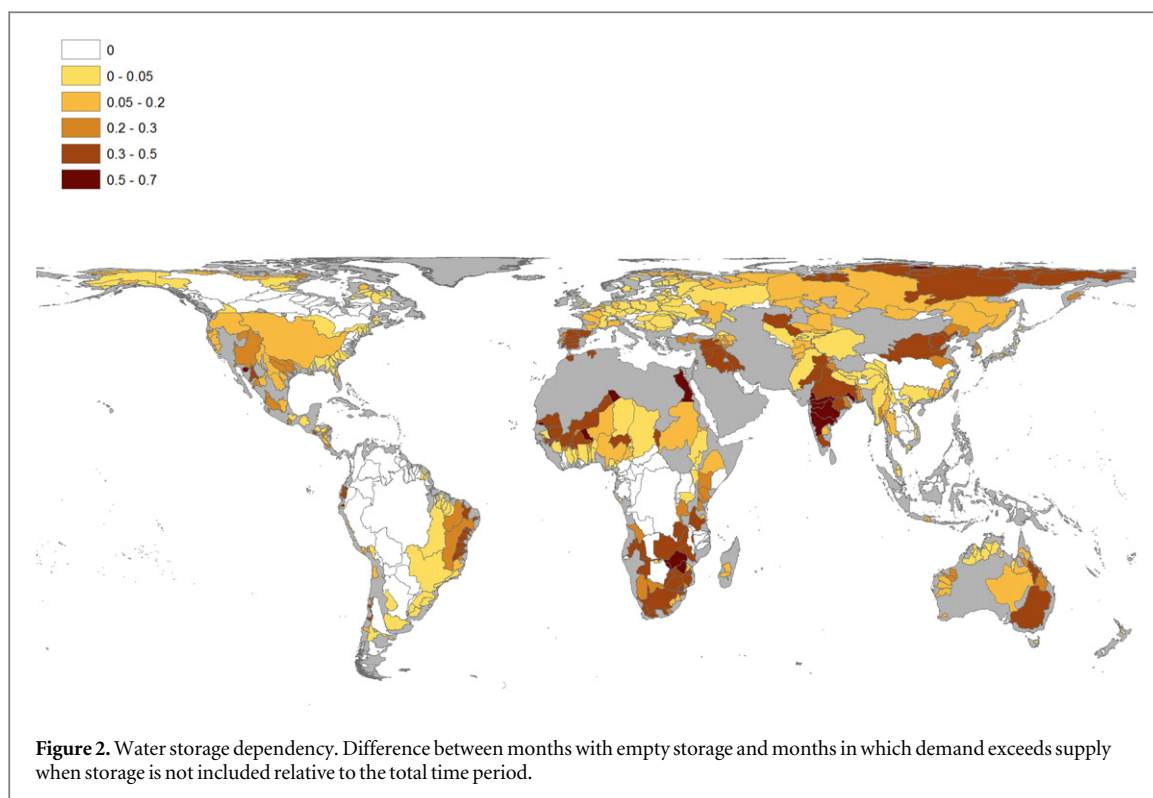 0
0 - 0.05
0.05 - 0.2
0.2 - 0.3
0.3 - 0.5
0.5 - 0.7
Figure 2. Water storage dependency. Difference between months with empty storage and months in which demand exceeds supply
when storage is not included relative to the total time period.